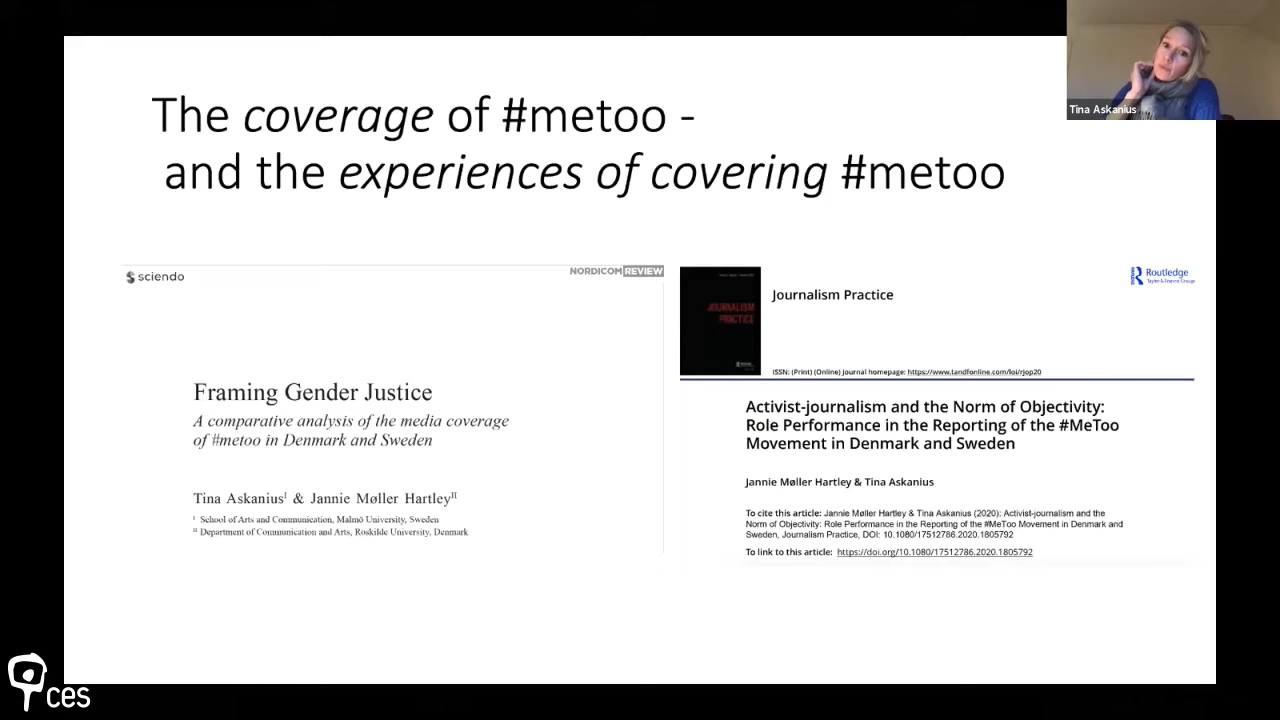 Tina Askanius
The coverage of #metoo -
and the experiences of covering #metoo
sciendo
NORDICOM REVIEW
Framing Gender Justice
A comparative analysis of the media coverage
of #metoo in Denmark and Sweden
Tina Askanius I & Jannie Møller Hartley II
I School of Arts and Communication, Malmö University, Sweden
II Department of Communication and Arts, Roskilde University, Denmark
JOURNALISM
PRACTICE
Journalism Practice
Routledge
Taylor & Francis Group
ISSN: (Print) (Online) Journal homepage: https://www.tandfonline.com/loi/rjop20
Activist-journalism and the Norm of Objectivity:
Role Performance in the Reporting of the #MeToo
Movement in Denmark and Sweden
Jannie Møller Hartley & Tina Askanius
To cite this article: Jannie Møller Hartley & Tina Askanius (2020): Activist-journalism and the
Norm of Objectivity: Role Performance in the Reporting of the #MeToo Movement in Denmark and
Sweden, Journalism Practice, DOI: 10.1080/17512786.2020.1805792
To link to this article: https://doi.org/10.1080/17512786.2020.1805792
ces